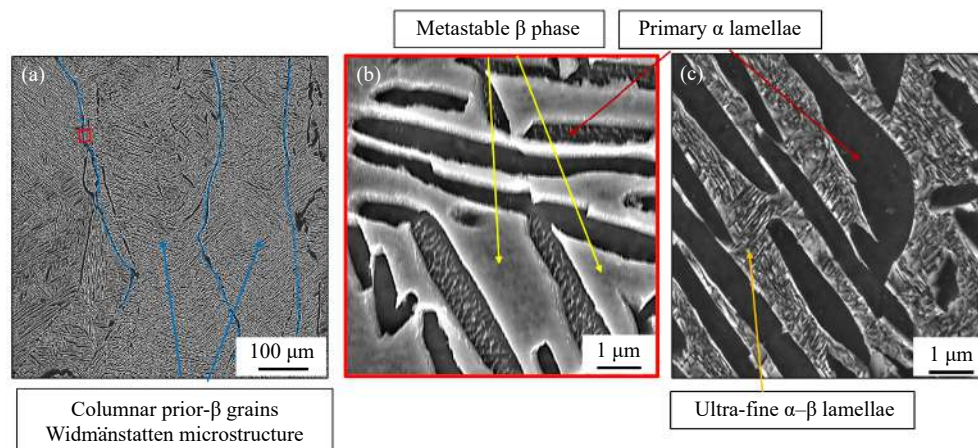 Metastable β phase
Primary α lamellae
(a)
(b)
(c)
100 μm
1 μm
1 μm
Columnar prior-β grains
Widmänstatten microstructure
Ultra-fine α–β lamellae